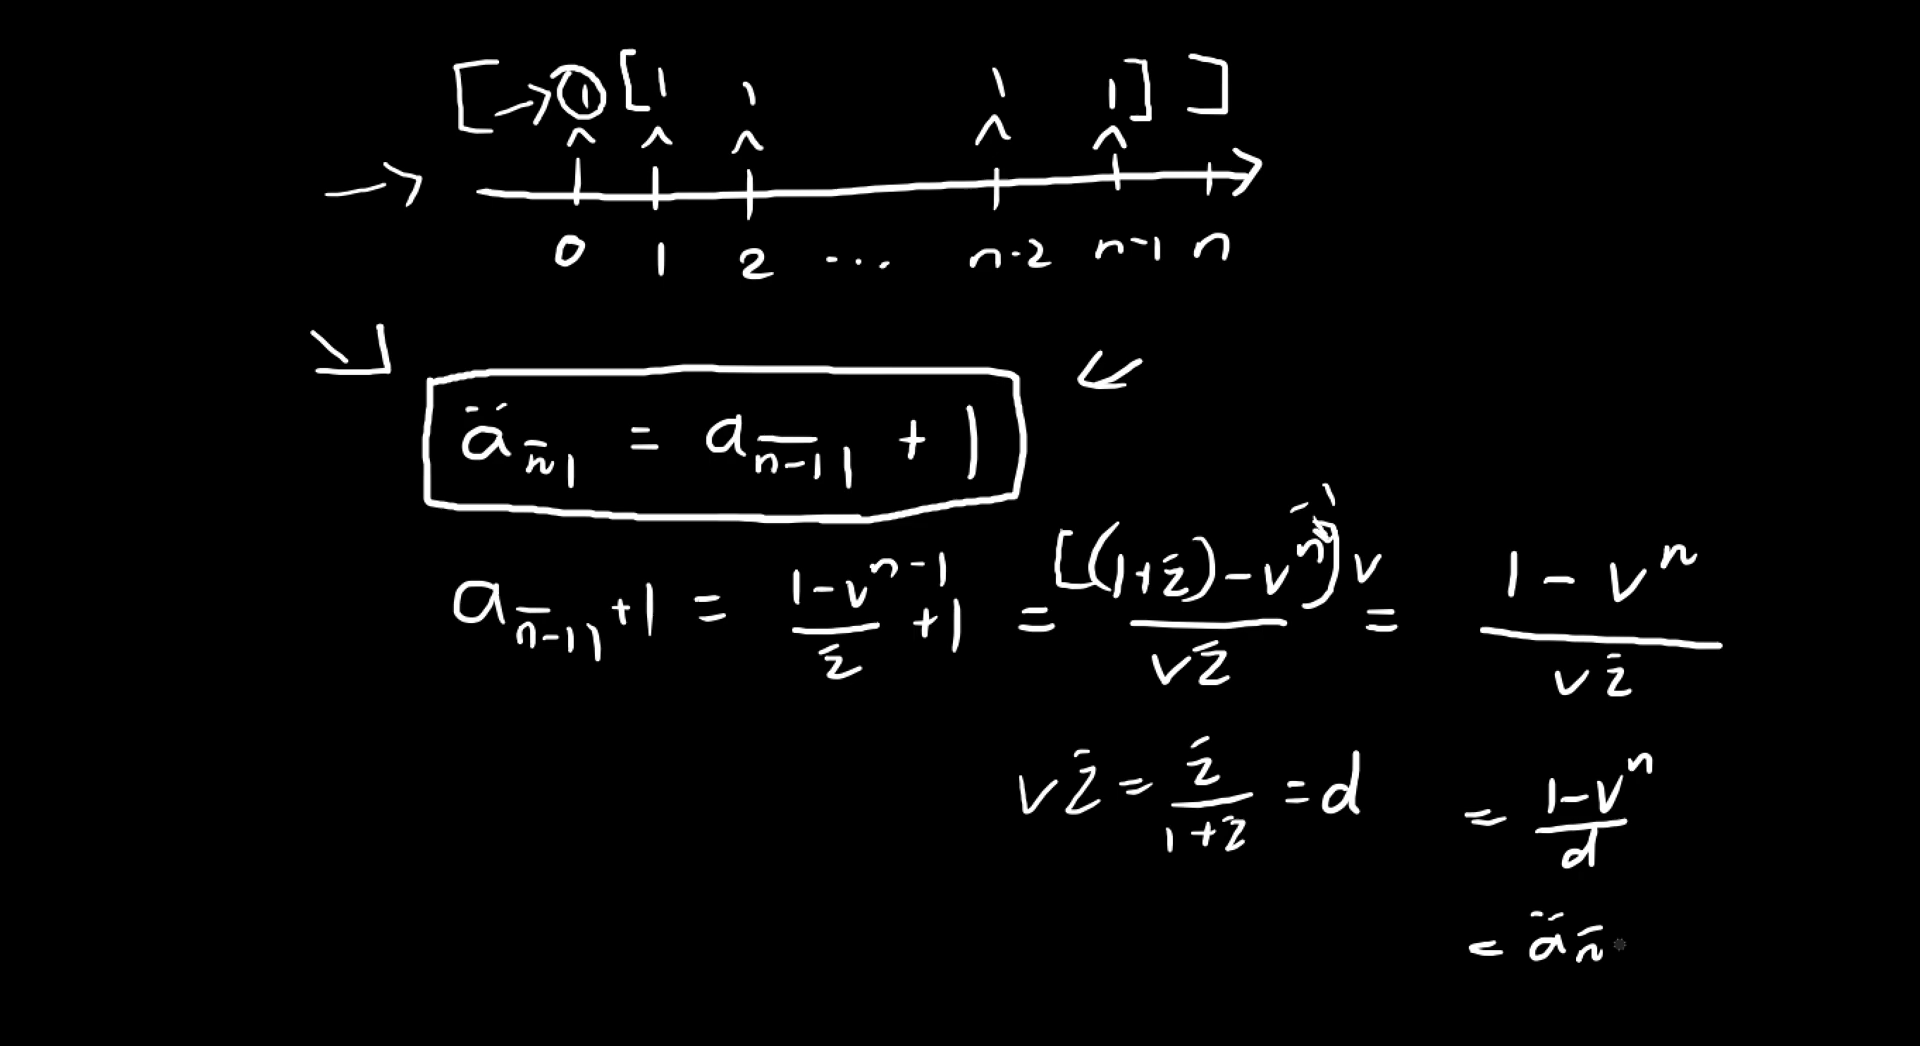 [→ 1 [ 1 1 1 1 ] ]
0 1 2 ... n-2 n-1 n
ä_n̅| = a_n-1| + 1
a_n-1| + 1 = (1-v^(n-1))/i + 1 = [(1+i)-v^(n-1)]v / vi = (1-v^n)/(vi)
vi = i/(1+i) = d = (1-v^n)/d
= ä_n̅